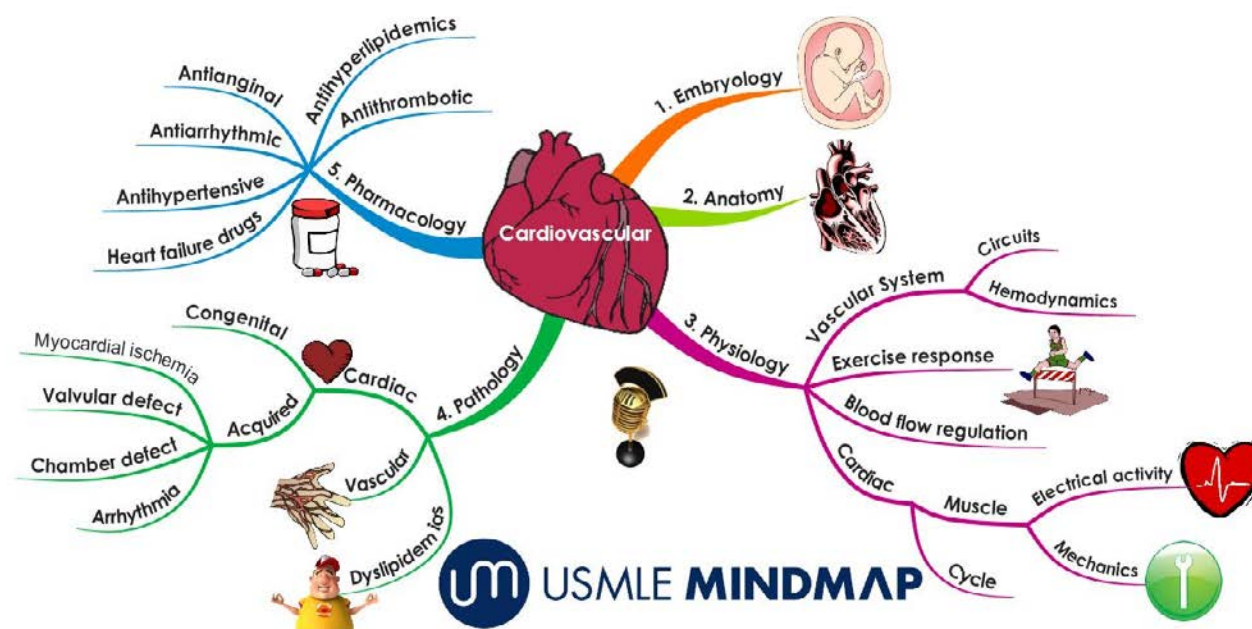 Cardiovascular
1. Embryology
2. Anatomy
3. Physiology
Vascular System
Circuits
Hemodynamics
Exercise response
Blood flow regulation
Cardiac
Muscle
Electrical activity
Mechanics
Cycle
4. Pathology
Cardiac
Congenital
Acquired
Myocardial ischemia
Valvular defect
Chamber defect
Arrhythmia
Vascular
Dyslipidemias
5. Pharmacology
Antihyperlipidemics
Antithrombotic
Antianginal
Antiarrhythmic
Antihypertensive
Heart failure drugs
um USMLE MINDMAP